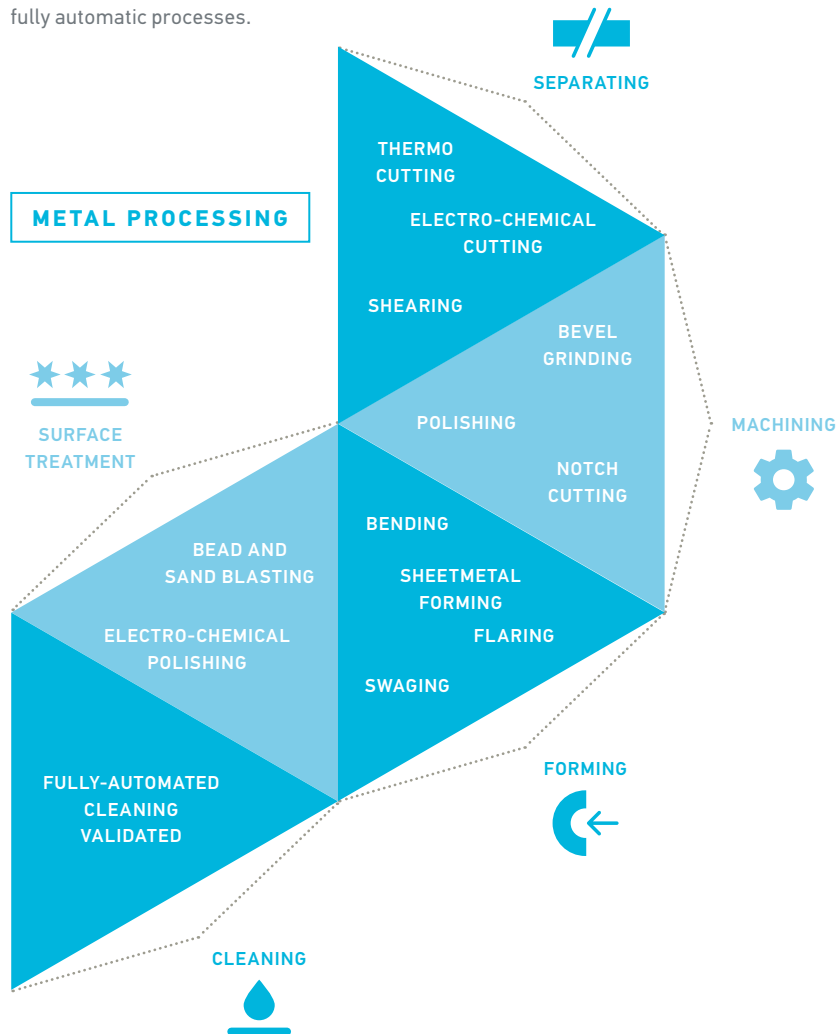 fully automatic processes.
SEPARATING
THERMO
CUTTING
METAL PROCESSING
ELECTRO-CHEMICAL
CUTTING
SHEARING
BEVEL
GRINDING
POLISHING
MACHINING
SURFACE
TREATMENT
NOTCH
CUTTING
BENDING
BEAD AND
SAND BLASTING
SHEETMETAL
FORMING
FLARING
ELECTRO-CHEMICAL
POLISHING
SWAGING
FORMING
FULLY-AUTOMATED
CLEANING
VALIDATED
CLEANING